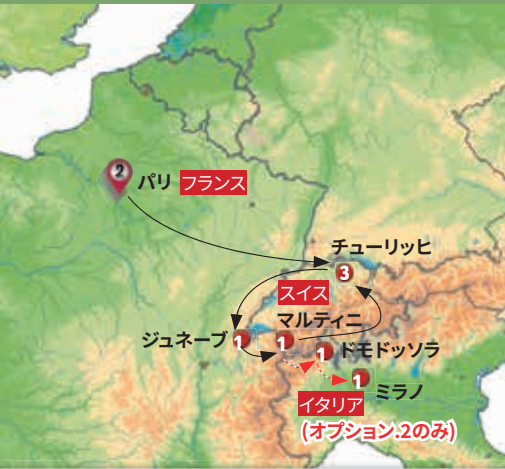 2
パリ フランス
チューリッヒ
3
スイス
マルティニ
ジュネーブ
1
1
1
ドモドッソラ
1
ミラノ
イタリア
(オプション.2のみ)